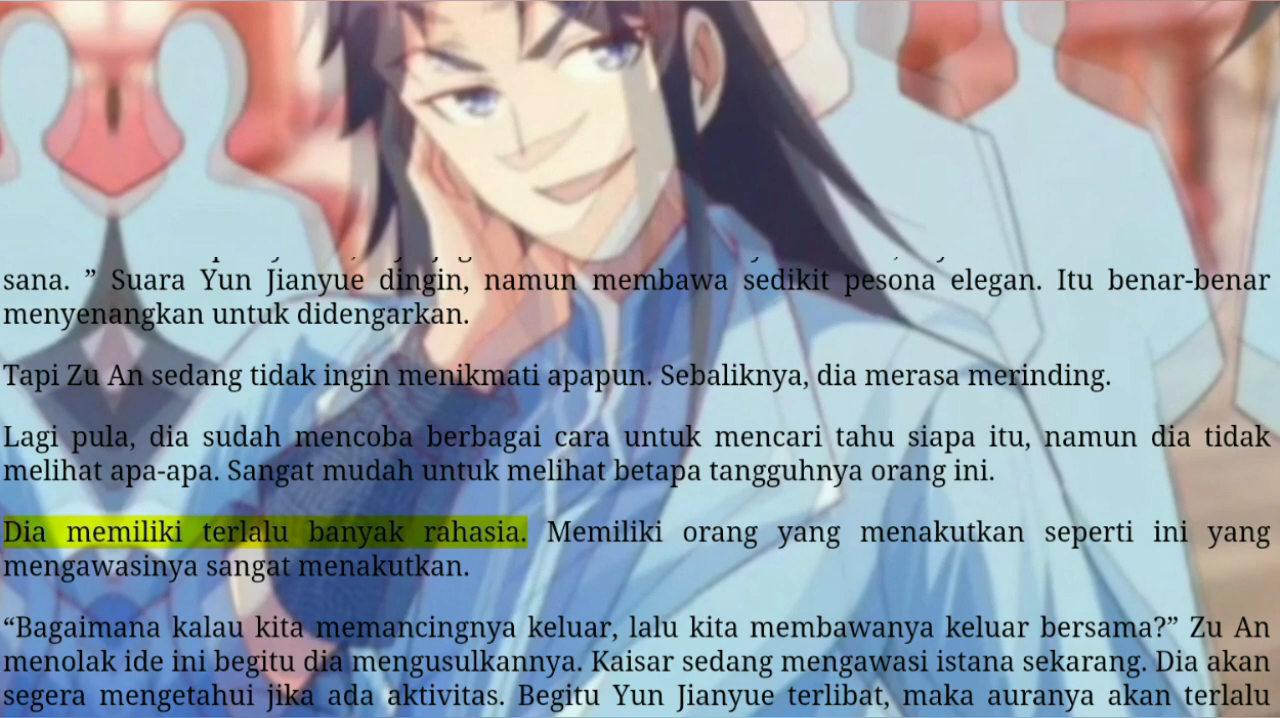 sana. ” Suara Yun Jianyue dingin, namun membawa sedikit pesona elegan. Itu benar-benar
menyenangkan untuk didengarkan.
Tapi Zu An sedang tidak ingin menikmati apapun. Sebaliknya, dia merasa merinding.
Lagi pula, dia sudah mencoba berbagai cara untuk mencari tahu siapa itu, namun dia tidak
melihat apa-apa. Sangat mudah untuk melihat betapa tangguhnya orang ini.
Dia memiliki terlalu banyak rahasia. Memiliki orang yang menakutkan seperti ini yang
mengawasinya sangat menakutkan.
“Bagaimana kalau kita memancingnya keluar, lalu kita membawanya keluar bersama?” Zu An
menolak ide ini begitu dia mengusulkannya. Kaisar sedang mengawasi istana sekarang. Dia akan
segera mengetahui jika ada aktivitas. Begitu Yun Jianyue terlibat, maka auranya akan terlalu